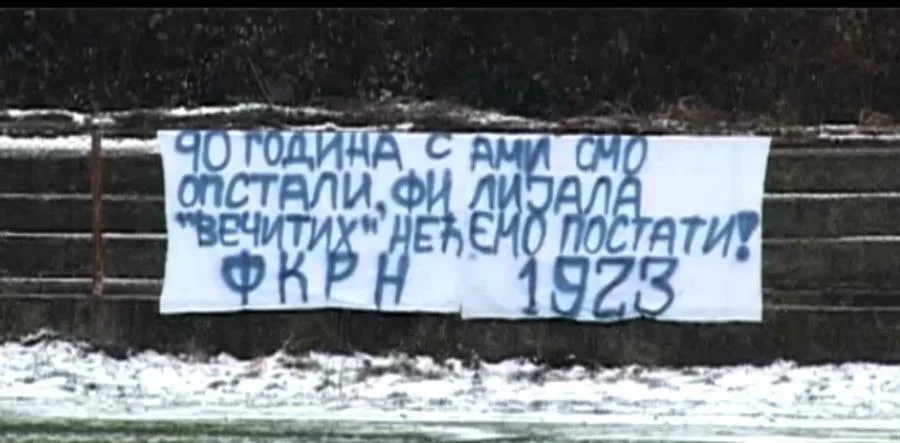 90 ГОДИНА САМИ СМО
ОПСТАЛИ, ФИЛИЈАЛА
"ВЕЧИТИХ" НЕЋЕМО ПОСТАТИ!
ФКРН 1923